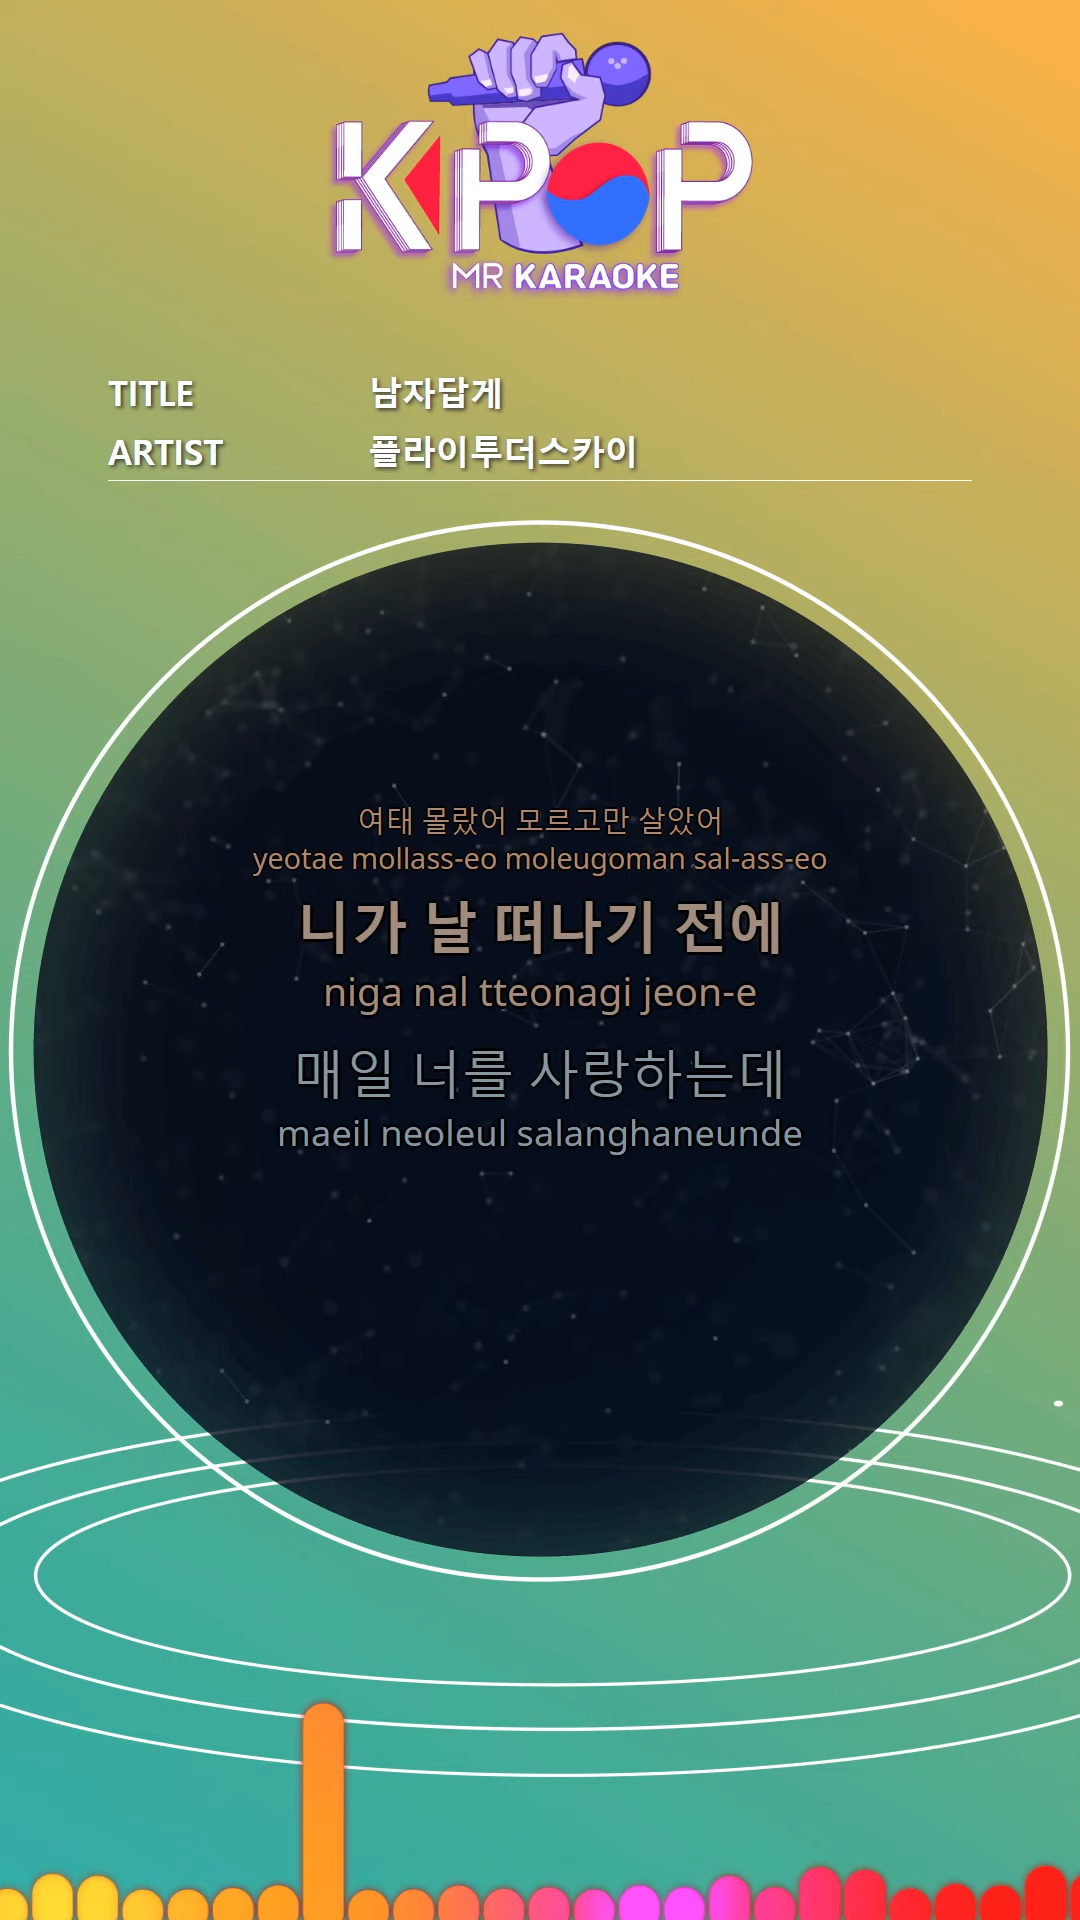 KPOP
MR KARAOKE
TITLE 남자답게
ARTIST 플라이투더스카이
여태 몰랐어 모르고만 살았어
yeotae mollass-eo moleugoman sal-ass-eo
니가 날 떠나기 전에
niga nal tteonagi jeon-e
매일 너를 사랑하는데
maeil neoleul salanghaneunde